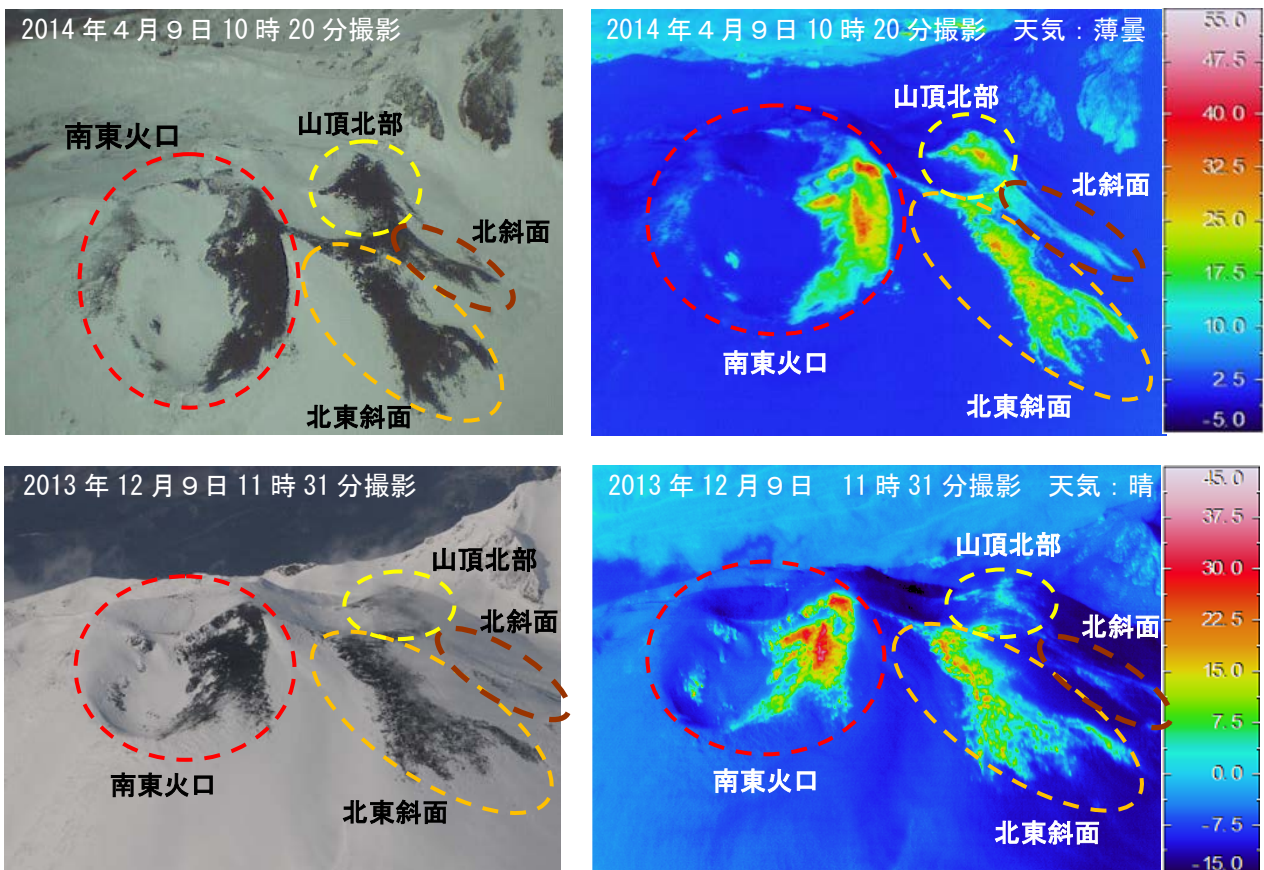 2014年4月9日10時20分撮影
南東火口
山頂北部
北斜面
北東斜面
2014年4月9日10時20分撮影 天気：薄曇
山頂北部
北斜面
南東火口
北東斜面
55.0
47.5
40.0
32.5
25.0
17.5
10.0
2.5
-5.0
2013年12月9日11時31分撮影
山頂北部
北斜面
南東火口
北東斜面
2013年12月9日 11時31分撮影 天気：晴
山頂北部
北斜面
南東火口
北東斜面
45.0
37.5
30.0
22.5
15.0
7.5
0.0
-7.5
-15.0